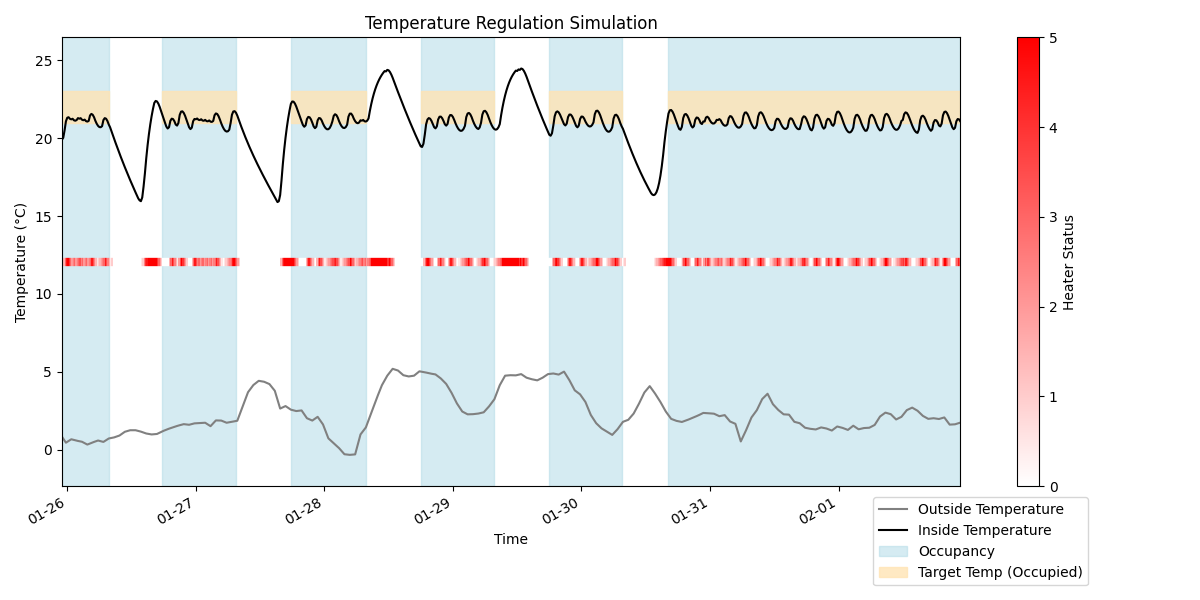 Temperature Regulation Simulation
Temperature (°C)
25
20
15
10
5
0
01-26
01-27
01-28
01-29
01-30
01-31
02-01
Time
5
4
3
2
1
0
Heater Status
Outside Temperature
Inside Temperature
Occupancy
Target Temp (Occupied)